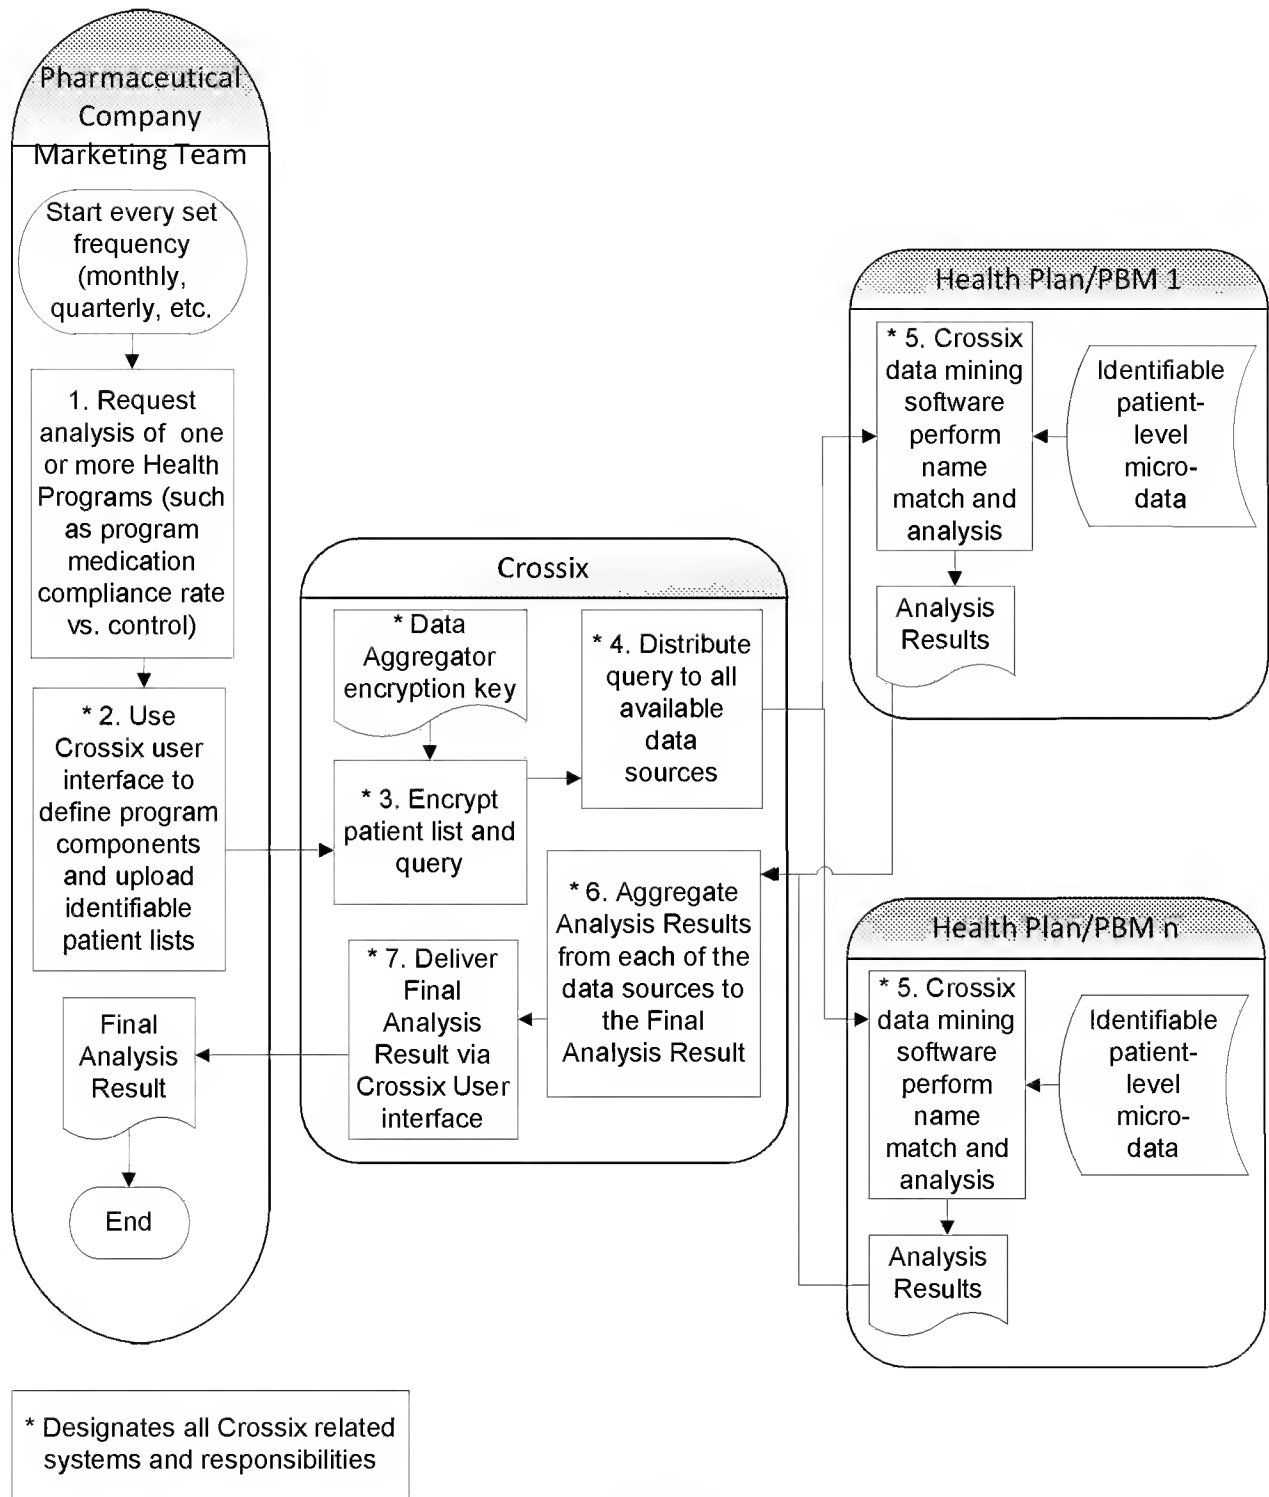 Pharmaceutical
Company
Marketing Team
Start every set
frequency
(monthly,
quarterly, etc.
1. Request
analysis of one
or more Health
Programs (such
as program
medication
compliance rate
vs. control)
* 2. Use
Crossix user
interface to
define program
components
and upload
identifiable
patient lists
Final
Analysis
Result
End
Crossix
* Data
Aggregator
encryption key
* 3. Encrypt
patient list and
query
* 4. Distribute
query to all
available
data
sources
* 6. Aggregate
Analysis Results
from each of the
data sources to
the Final
Analysis Result
* 7. Deliver
Final
Analysis
Result via
Crossix User
interface
Health Plan/PBM 1
* 5. Crossix
data mining
software
perform
name
match and
analysis
Identifiable
patient-
level
micro-
data
Analysis
Results
Health Plan/PBM n
* 5. Crossix
data mining
software
perform
name
match and
analysis
Identifiable
patient-
level
micro-
data
Analysis
Results
* Designates all Crossix related
systems and responsibilities